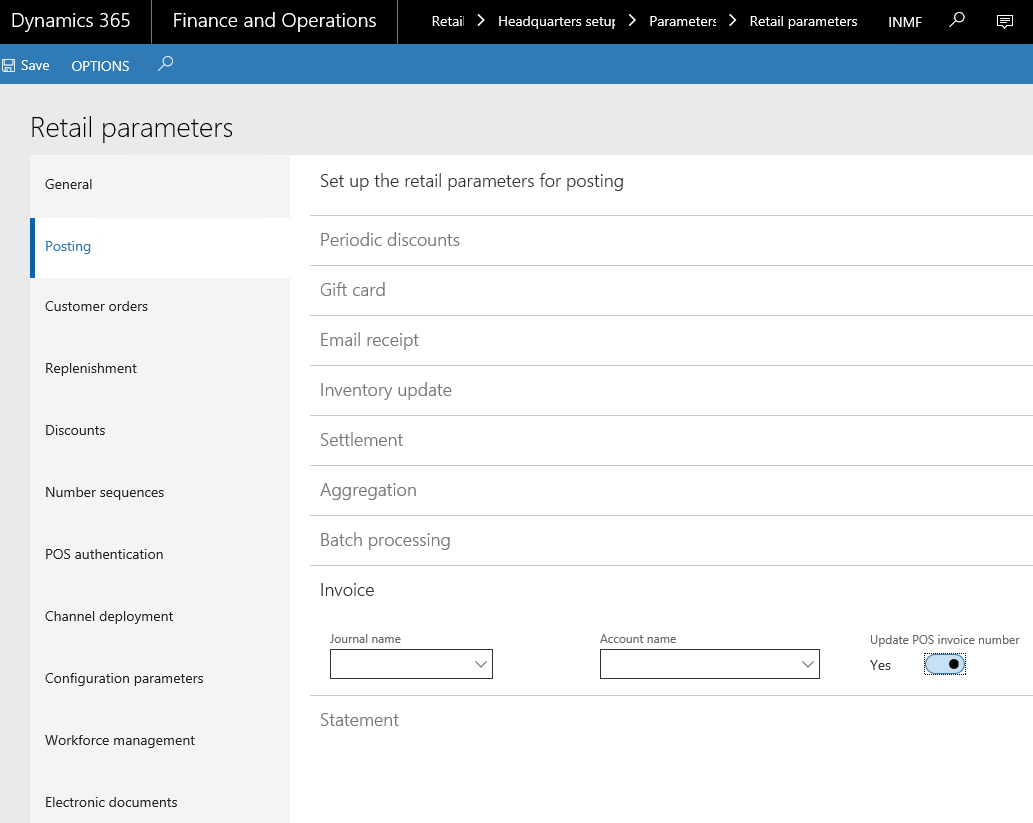 Dynamics 365
Finance and Operations
Retail > Headquarters setup > Parameters > Retail parameters
INMF
Save
OPTIONS
Retail parameters
General
Posting
Customer orders
Replenishment
Discounts
Number sequences
POS authentication
Channel deployment
Configuration parameters
Workforce management
Electronic documents
Set up the retail parameters for posting
Periodic discounts
Gift card
Email receipt
Inventory update
Settlement
Aggregation
Batch processing
Invoice
Journal name
Account name
Update POS invoice number
Yes
Statement